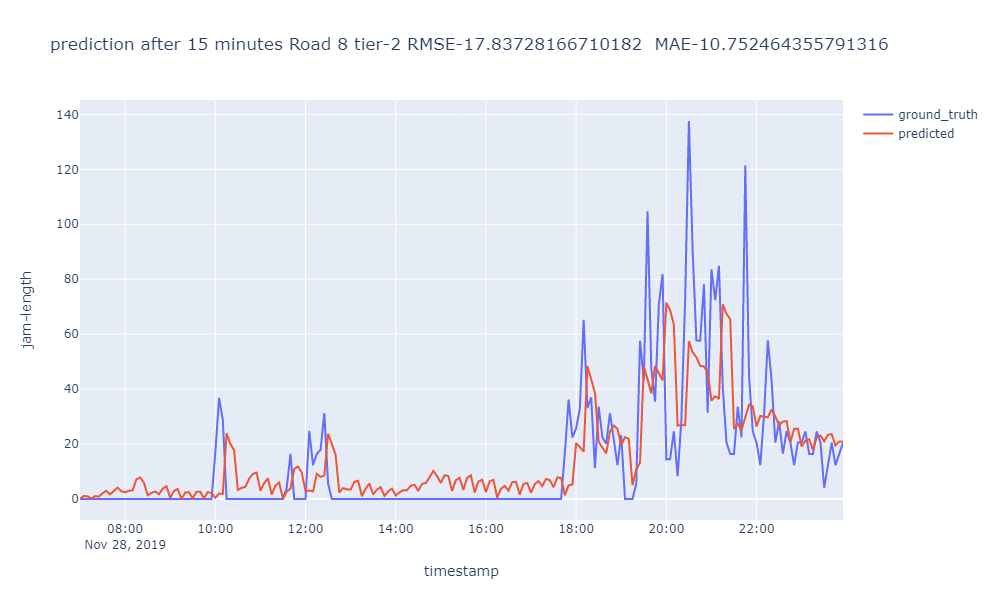 prediction after 15 minutes Road 8 tier-2 RMSE-17.83728166710182 MAE-10.752464355791316
140
120
100
80
60
40
20
0
jam-length
08:00 10:00 12:00 14:00 16:00 18:00 20:00 22:00
Nov 28, 2019
timestamp
ground_truth
predicted